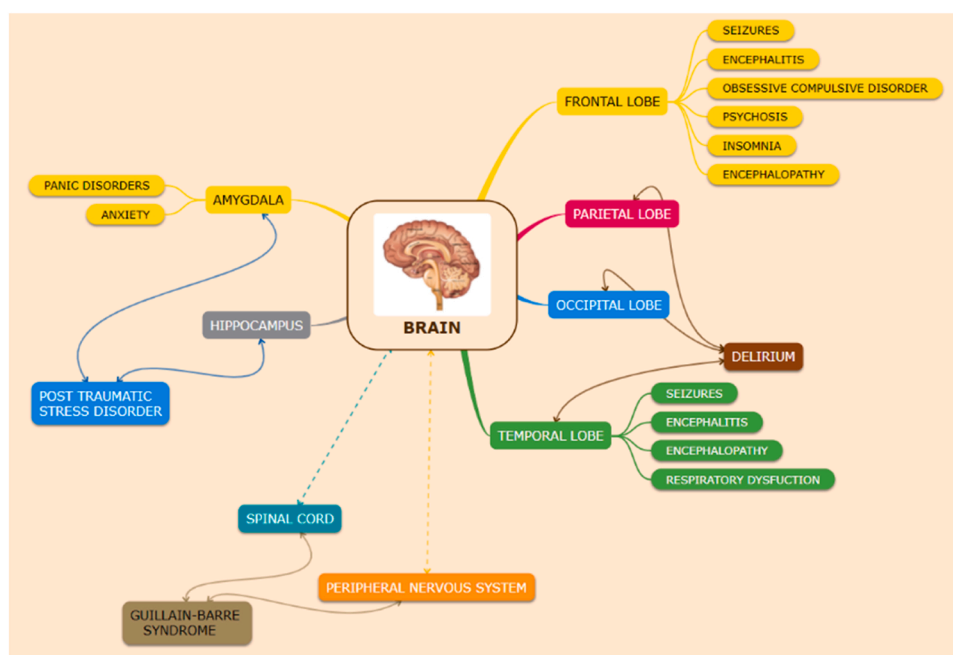 SEIZURES
ENCEPHALITIS
FRONTAL LOBE
OBSESSIVE COMPULSIVE DISORDER
PSYCHOSIS
INSOMNIA
ENCEPHALOPATHY
PANIC DISORDERS
ANXIETY
AMYGDALA
PARIETAL LOBE
OCCIPITAL LOBE
HIPPOCAMPUS
BRAIN
DELIRIUM
POST TRAUMATIC
STRESS DISORDER
TEMPORAL LOBE
SEIZURES
ENCEPHALITIS
ENCEPHALOPATHY
RESPIRATORY DYSFUCTION
SPINAL CORD
PERIPHERAL NERVOUS SYSTEM
GUILLAIN-BARRE
SYNDROME